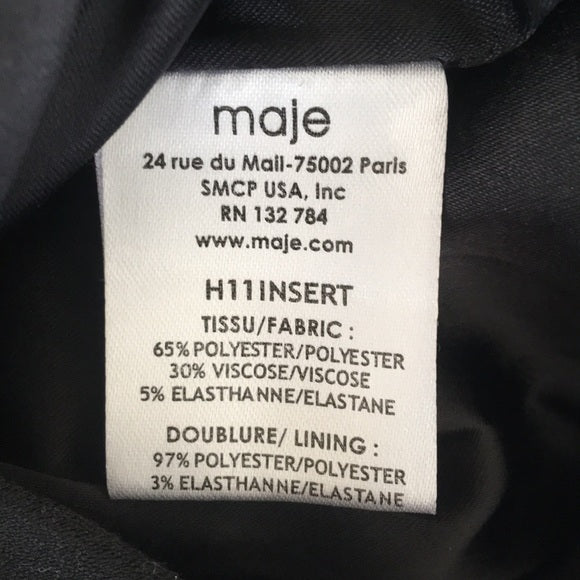 maje
24 rue du Mail-75002 Paris
SMCP USA, Inc
RN 132 784
www.maje.com
H11INSERT
TISSU/FABRIC :
65% POLYESTER/POLYESTER
30% VISCOSE/VISCOSE
5% ELASTHANNE/ELASTANE
DOUBLURE/ LINING :
97% POLYESTER/POLYESTER
3% ELASTHANNE/ELASTANE